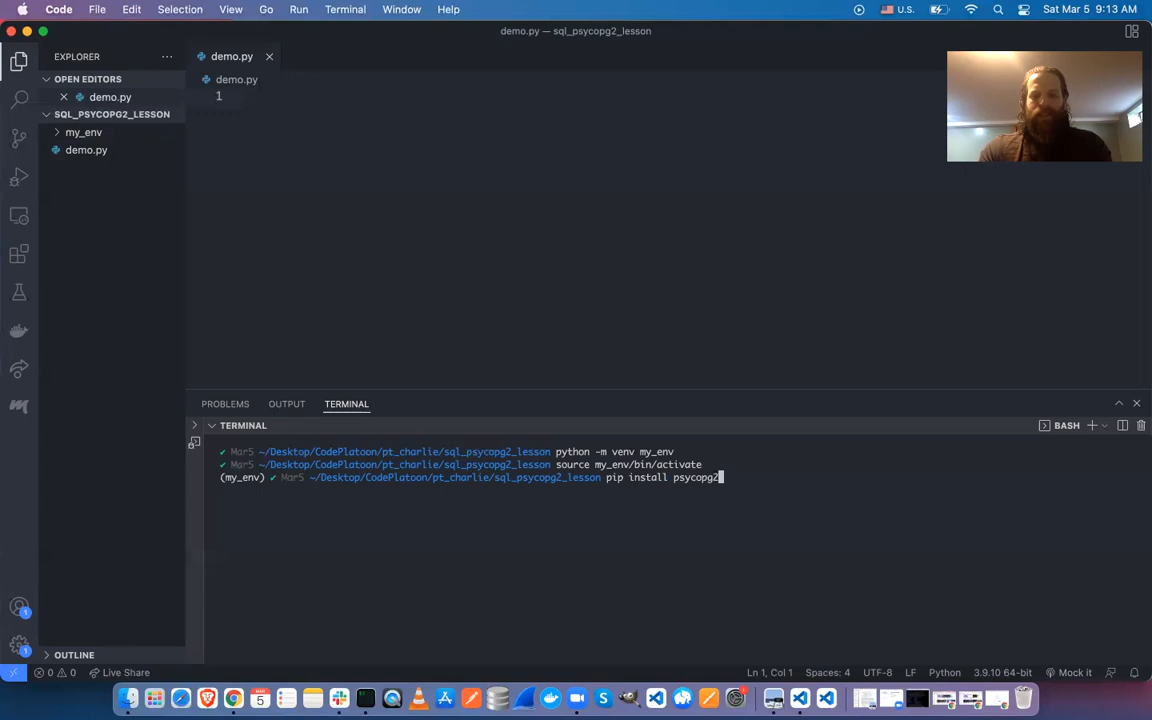 Code File Edit Selection View Go Run Terminal Window Help U.S. Sat Mar 5 9:13 AM
demo.py — sql_psycopg2_lesson
EXPLORER ···
demo.py
OPEN EDITORS
demo.py
demo.py
1
SQL_PSYCOPG2_LESSON
my_env
demo.py
PROBLEMS OUTPUT TERMINAL
TERMINAL
BASH
✔ Mar5 ~/Desktop/CodePlatoon/pt_charlie/sql_psycopg2_lesson python -m venv my_env
✔ Mar5 ~/Desktop/CodePlatoon/pt_charlie/sql_psycopg2_lesson source my_env/bin/activate
(my_env) ✔ Mar5 ~/Desktop/CodePlatoon/pt_charlie/sql_psycopg2_lesson pip install psycopg2
1
1
OUTLINE
0 0 Live Share
Ln 1, Col 1 Spaces: 4 UTF-8 LF Python 3.9.10 64-bit Mock it